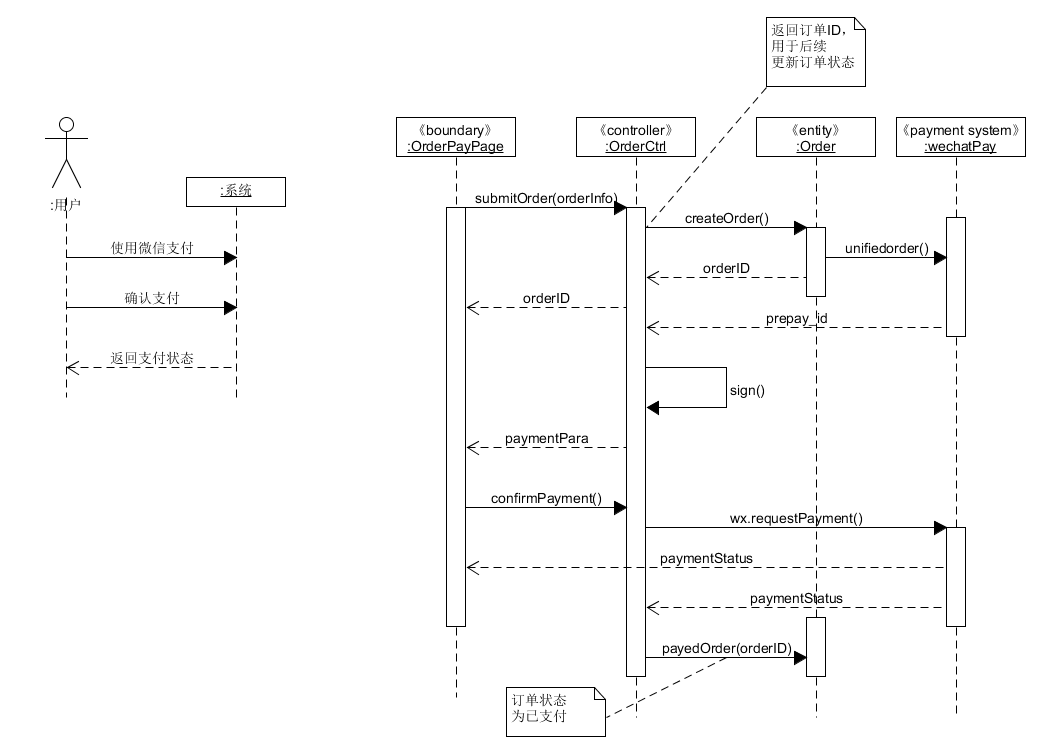 返回订单ID，
用于后续
更新订单状态
:用户
:系统
使用微信支付
确认支付
返回支付状态
《boundary》
:OrderPayPage
《controller》
:OrderCtrl
《entity》
:Order
《payment system》
:wechatPay
submitOrder(orderInfo)
createOrder()
unifiedorder()
orderID
orderID
prepay_id
sign()
paymentPara
confirmPayment()
wx.requestPayment()
paymentStatus
paymentStatus
payedOrder(orderID)
订单状态
为已支付